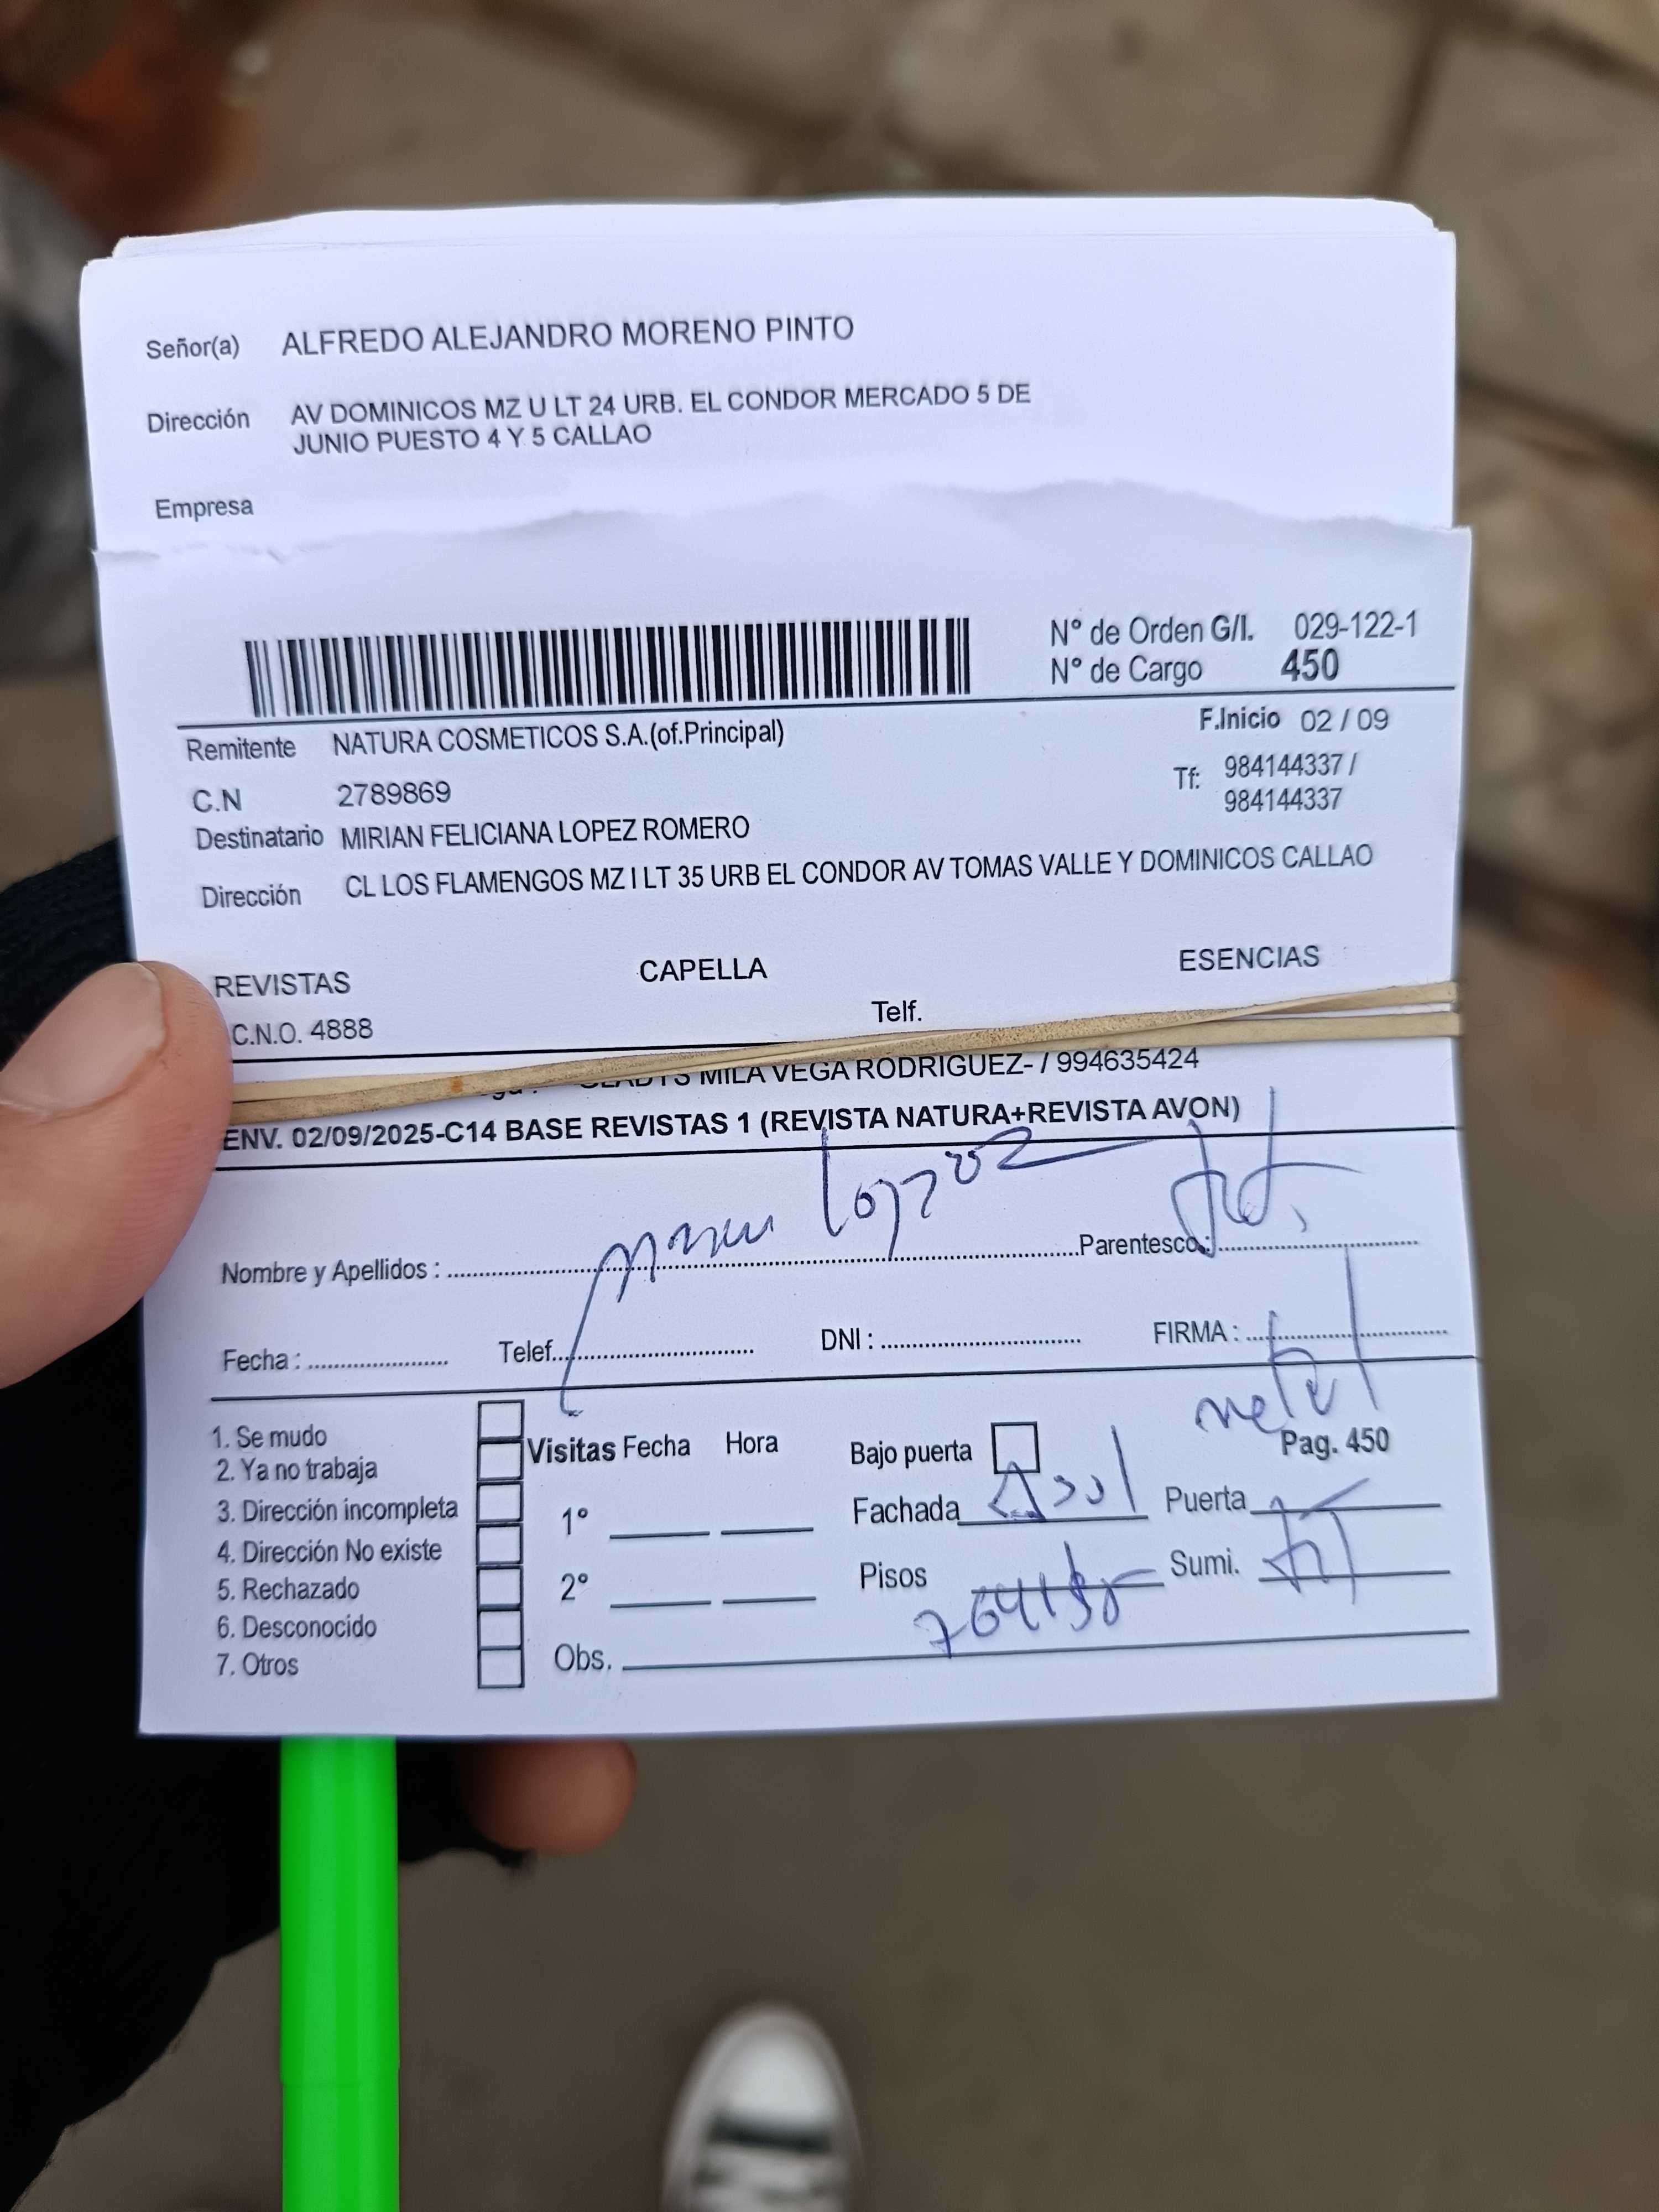 Señor(a) ALFREDO ALEJANDRO MORENO PINTO
Dirección AV DOMINICOS MZ U LT 24 URB. EL CONDOR MERCADO 5 DE
JUNIO PUESTO 4 Y 5 CALLAO
Empresa
N° de Orden G/I. 029-122-1
N° de Cargo 450
F.Inicio 02 / 09
Remitente NATURA COSMETICOS S.A.(of.Principal)
Tf: 984144337 /
984144337
C.N 2789869
Destinatario MIRIAN FELICIANA LOPEZ ROMERO
Dirección CL LOS FLAMENGOS MZ I LT 35 URB EL CONDOR AV TOMAS VALLE Y DOMINICOS CALLAO
REVISTAS CAPELLA ESENCIAS
C.N.O. 4888 Telf.
GLADYS MILA VEGA RODRIGUEZ- / 994635424
ENV. 02/09/2025-C14 BASE REVISTAS 1 (REVISTA NATURA+REVISTA AVON)
Nombre y Apellidos : Parentesco : Tit.
Fecha : Telef. DNI : FIRMA :
1. Se mudo
2. Ya no trabaja
3. Dirección incompleta
4. Dirección No existe
5. Rechazado
6. Desconocido
7. Otros
Visitas Fecha Hora
1°
2°
Obs.
Bajo puerta
Pag. 450
Fachada Puerta
Pisos Sumi.